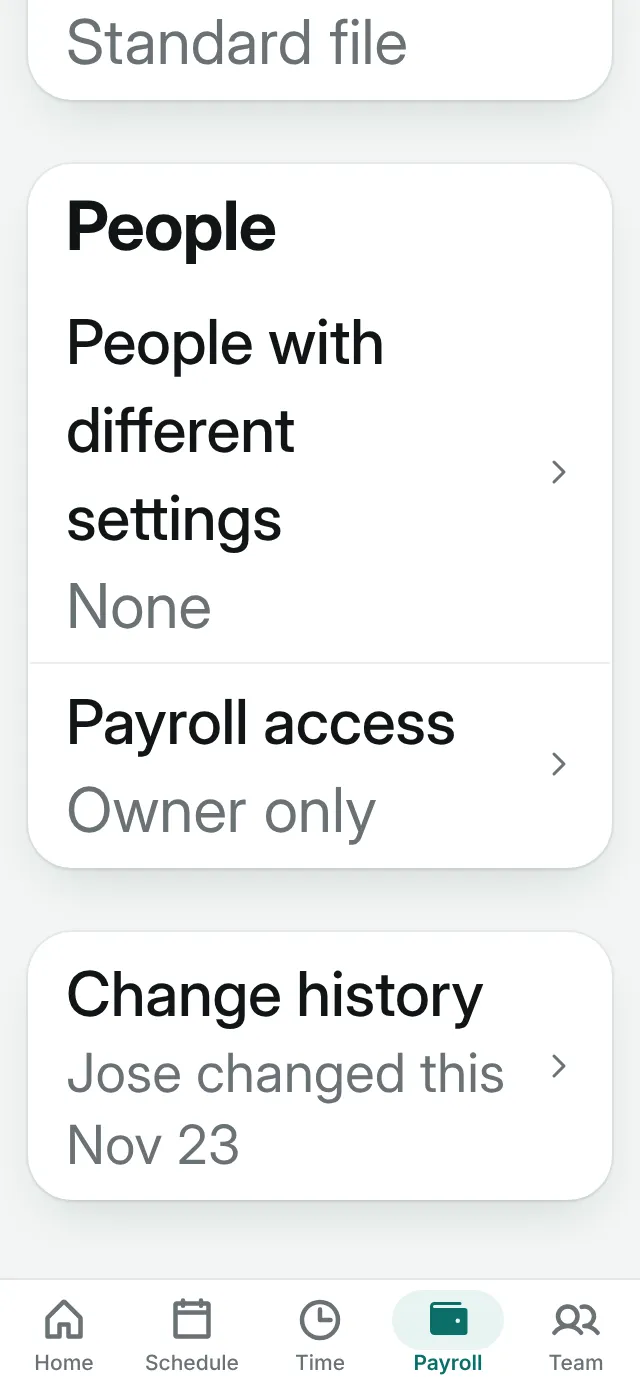 Standard file
People
People with
different
settings
None
Payroll access
Owner only
Change history
Jose changed this
Nov 23
Home
Schedule
Time
Payroll
Team